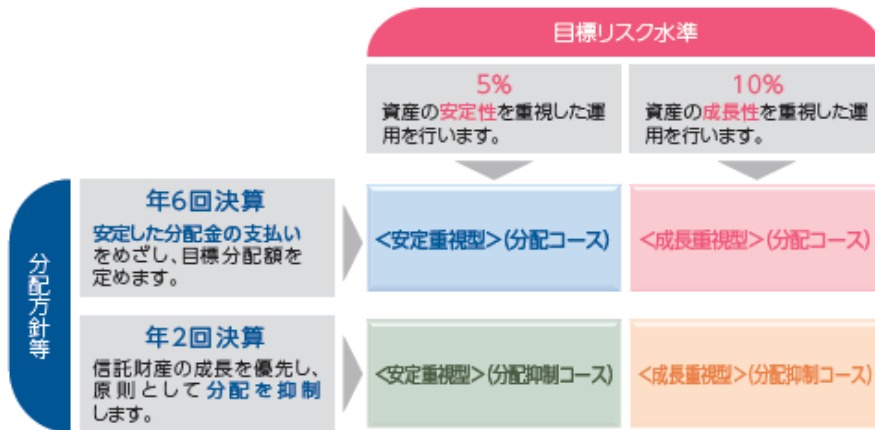 目標リスク水準
5%
資産の安定性を重視した運
用を行います。
10%
資産の成長性を重視した運
用を行います。
分配方針等
年6回決算
安定した分配金の支払い
をめざし、目標分配額を
定めます。
<安定重視型>(分配コース)
<成長重視型>(分配コース)
年2回決算
信託財産の成長を優先し、
原則として分配を抑制
します。
<安定重視型>(分配抑制コース)
<成長重視型>(分配抑制コース)